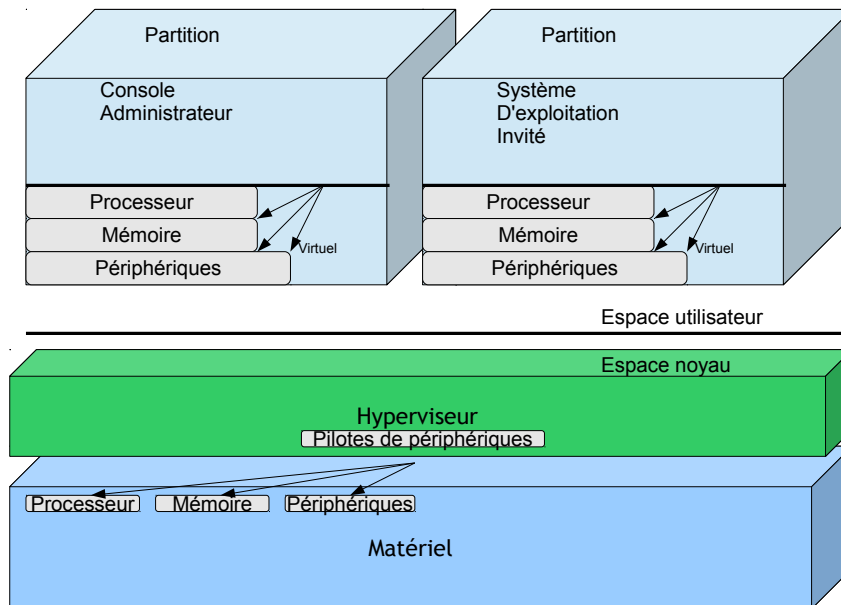 Partition
Partition
Console
Administrateur
Système
D'exploitation
Invité
Processeur
Mémoire
Périphériques
Virtuel
Processeur
Mémoire
Périphériques
Virtuel
Espace utilisateur
Espace noyau
Hyperviseur
Pilotes de périphériques
Processeur
Mémoire
Périphériques
Matériel